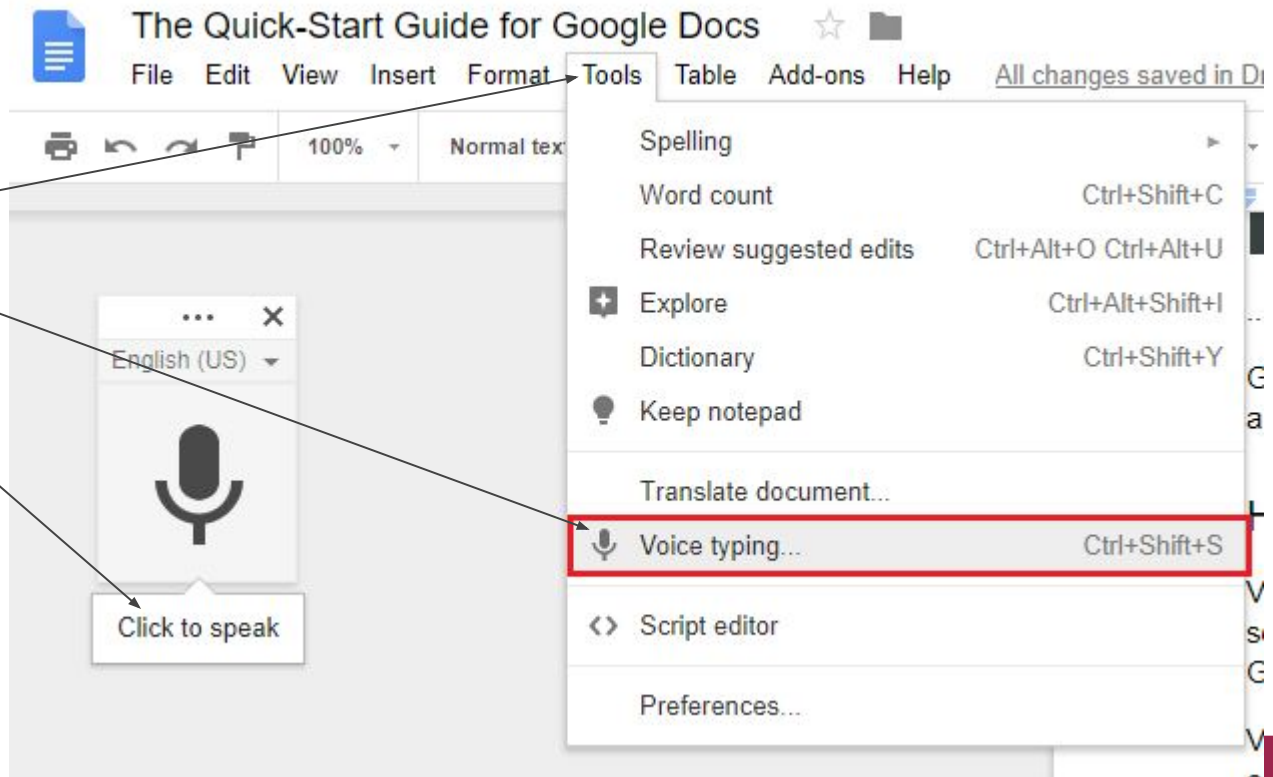 The Quick-Start Guide for Google Docs
File Edit View Insert Format Tools Table Add-ons Help All changes saved in Dr
100% Normal tex
Spelling
Word count Ctrl+Shift+C
Review suggested edits Ctrl+Alt+O Ctrl+Alt+U
Explore Ctrl+Alt+Shift+I
Dictionary Ctrl+Shift+Y
Keep notepad
Translate document...
Voice typing... Ctrl+Shift+S
Script editor
Preferences...
English (US)
Click to speak
G
a
V
G
V